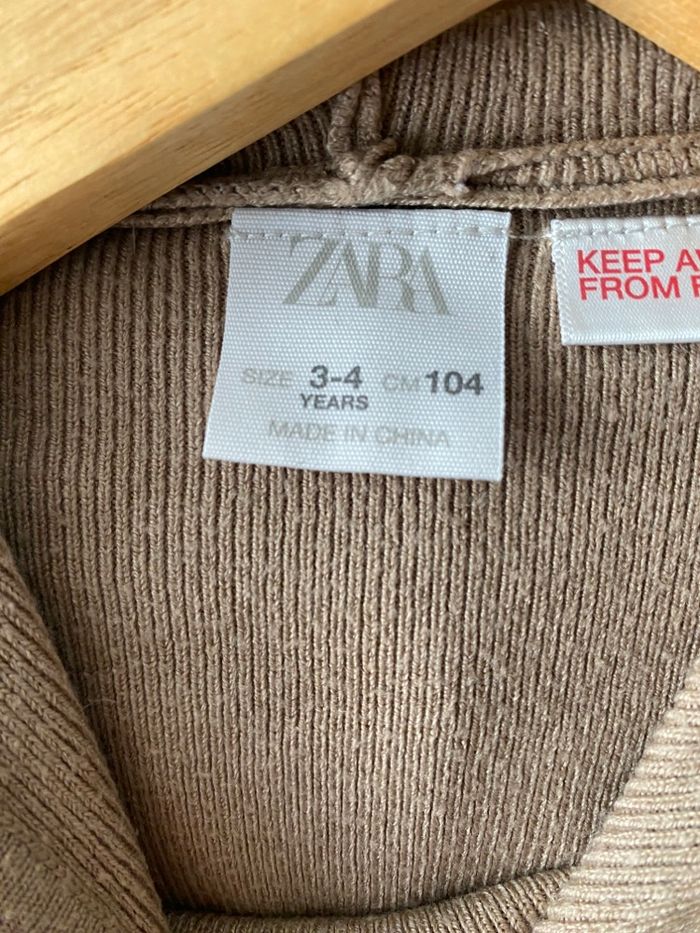 ZARA
SIZE 3-4 CM 104
YEARS
MADE IN CHINA
KEEP
FROM